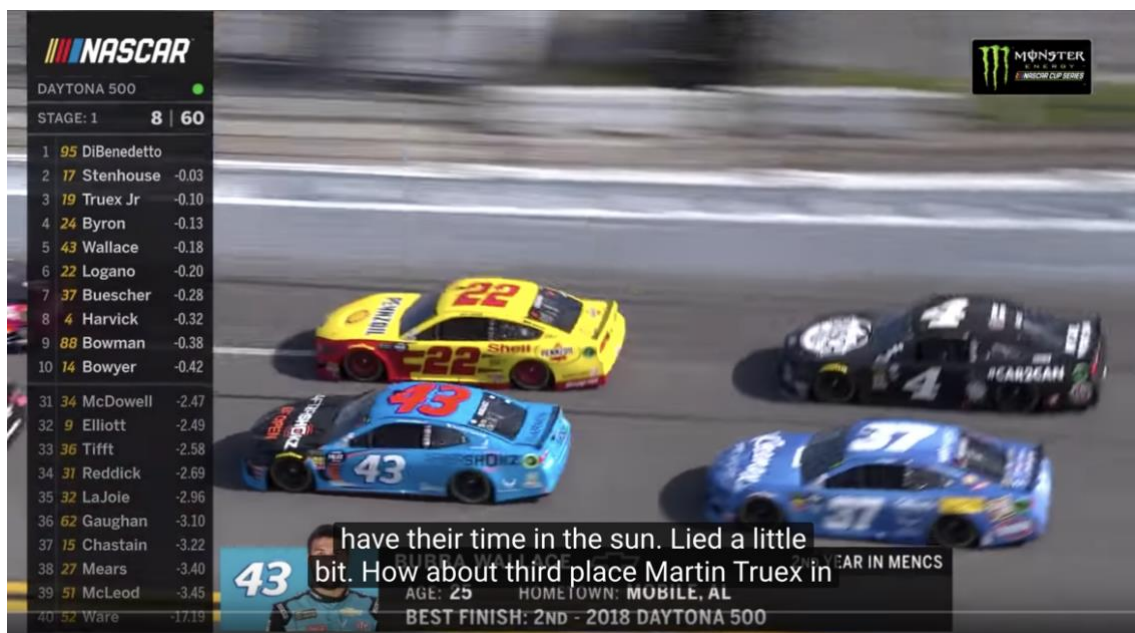 NASCAR
DAYTONA 500
STAGE: 1 8 | 60
1 95 DiBenedetto
2 17 Stenhouse -0.03
3 19 Truex Jr -0.10
4 24 Byron -0.13
5 43 Wallace -0.18
6 22 Logano -0.20
7 37 Buescher -0.28
8 4 Harvick -0.32
9 88 Bowman -0.38
10 14 Bowyer -0.42
31 34 McDowell -2.47
32 9 Elliott -2.49
33 36 Tifft -2.58
34 31 Reddick -2.69
35 32 LaJoie -2.96
36 62 Gaughan -3.10
37 15 Chastain -3.22
38 27 Mears -3.40
39 51 McLeod -3.45
40 52 Ware -17.19
MONSTER
ENERGY
NASCAR CUP SERIES
22
PENNZOIL
22
Shell
PENNZOIL
4
#CAR2CAN
43
43
SHOKZ
37
37
have their time in the sun. Lied a little
bit. How about third place Martin Truex in
43
BUBBA WALLACE
2ND YEAR IN MENCS
AGE: 25 HOMETOWN: MOBILE, AL
BEST FINISH: 2ND - 2018 DAYTONA 500